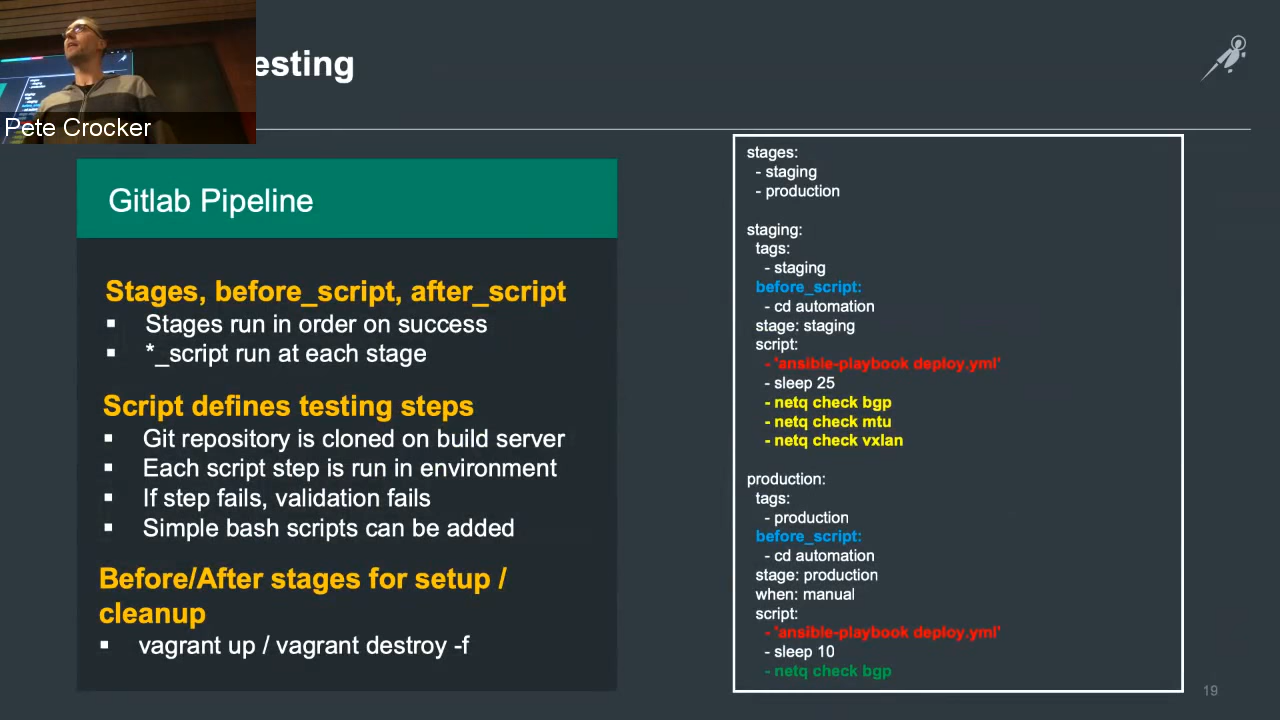 esting
Pete Crocker
Gitlab Pipeline
Stages, before_script, after_script
▪ Stages run in order on success
▪ *_script run at each stage
Script defines testing steps
▪ Git repository is cloned on build server
▪ Each script step is run in environment
▪ If step fails, validation fails
▪ Simple bash scripts can be added
Before/After stages for setup /
cleanup
▪ vagrant up / vagrant destroy -f
stages:
- staging
- production
staging:
tags:
- staging
before_script:
- cd automation
stage: staging
script:
- 'ansible-playbook deploy.yml'
- sleep 25
- netq check bgp
- netq check mtu
- netq check vxlan
production:
tags:
- production
before_script:
- cd automation
stage: production
when: manual
script:
- 'ansible-playbook deploy.yml'
- sleep 10
- netq check bgp
19